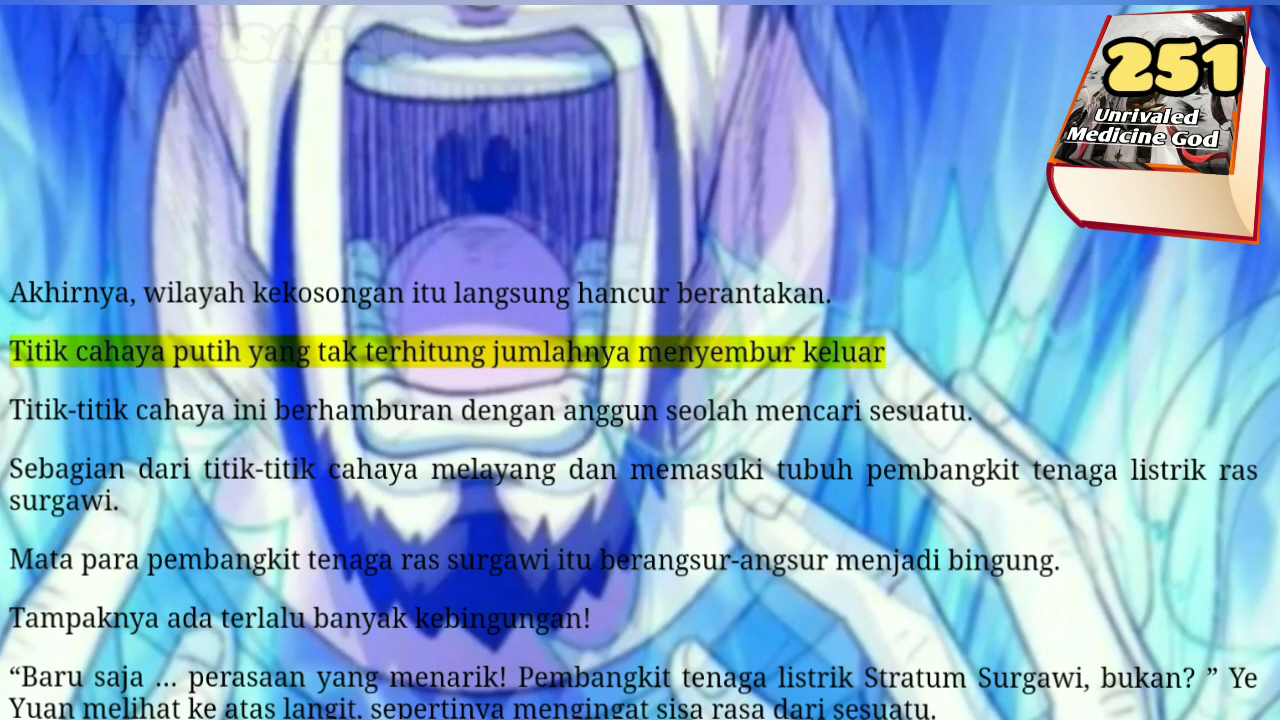 PERPISAHAN
251
Unrivaled
Medicine God
Akhirnya, wilayah kekosongan itu langsung hancur berantakan.
Titik cahaya putih yang tak terhitung jumlahnya menyembur keluar
Titik-titik cahaya ini berhamburan dengan anggun seolah mencari sesuatu.
Sebagian dari titik-titik cahaya melayang dan memasuki tubuh pembangkit tenaga listrik ras
surgawi.
Mata para pembangkit tenaga ras surgawi itu berangsur-angsur menjadi bingung.
Tampaknya ada terlalu banyak kebingungan!
“Baru saja ... perasaan yang menarik! Pembangkit tenaga listrik Stratum Surgawi, bukan? ” Ye
Yuan melihat ke atas langit, sepertinya mengingat sisa rasa dari sesuatu.